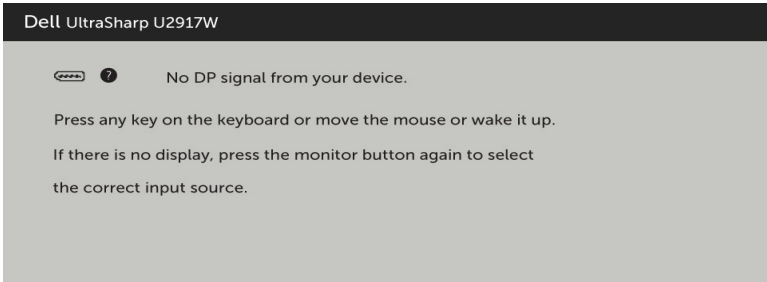 Dell UltraSharp U2917W
? No DP signal from your device.
Press any key on the keyboard or move the mouse or wake it up.
If there is no display, press the monitor button again to select
the correct input source.